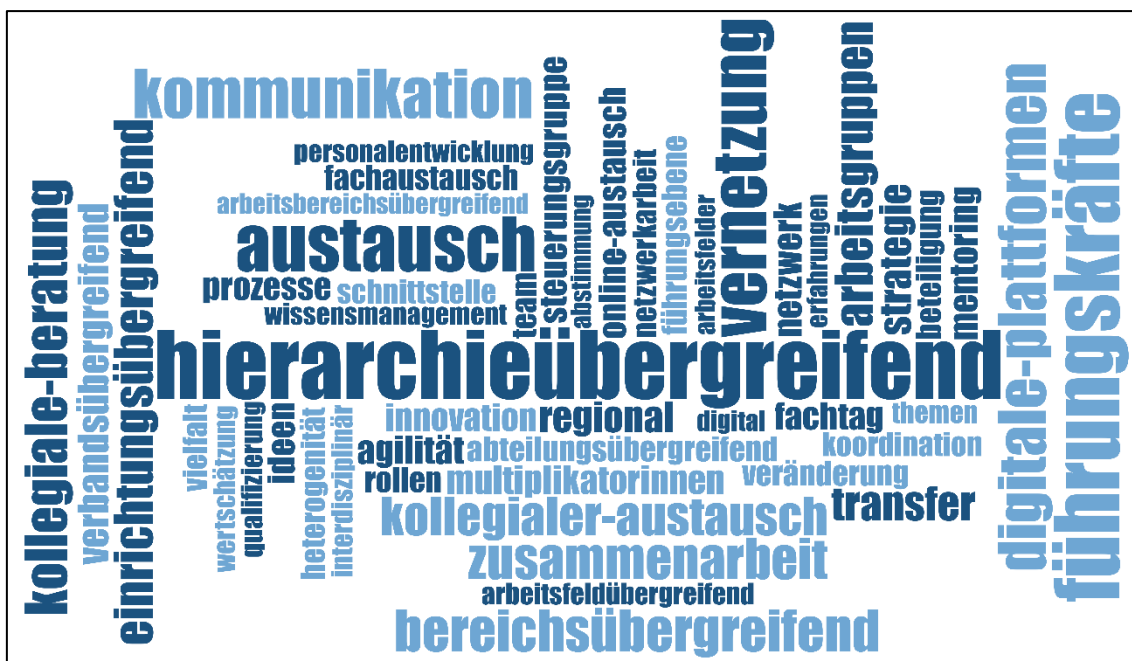 kommunikation
personalentwicklung
fachaustausch
arbeitsbereichsübergreifend
austausch
prozesse
schnittstelle
wissensmanagement
kollegiale-beratung
verbandsübergreifend
einrichtungsübergreifend
team
steuerungsgruppe
abstimmung
online-austausch
netzwerkarbeit
führungsebene
arbeitsfelder
vernetzung
netzwerk
erfahrungen
arbeitsgruppen
strategie
beteiligung
mentoring
digitale-plattformen
führungskräfte
hierarchieübergreifend
vielfalt
wertschätzung
qualifizierung
ideen
heterogenität
interdisziplinär
innovation
regional
digital
fachtag
themen
agilität
abteilungsübergreifend
koordination
rollen
multiplikatorinnen
veränderung
kollegialer-austausch
transfer
zusammenarbeit
arbeitsfeldübergreifend
bereichsübergreifend